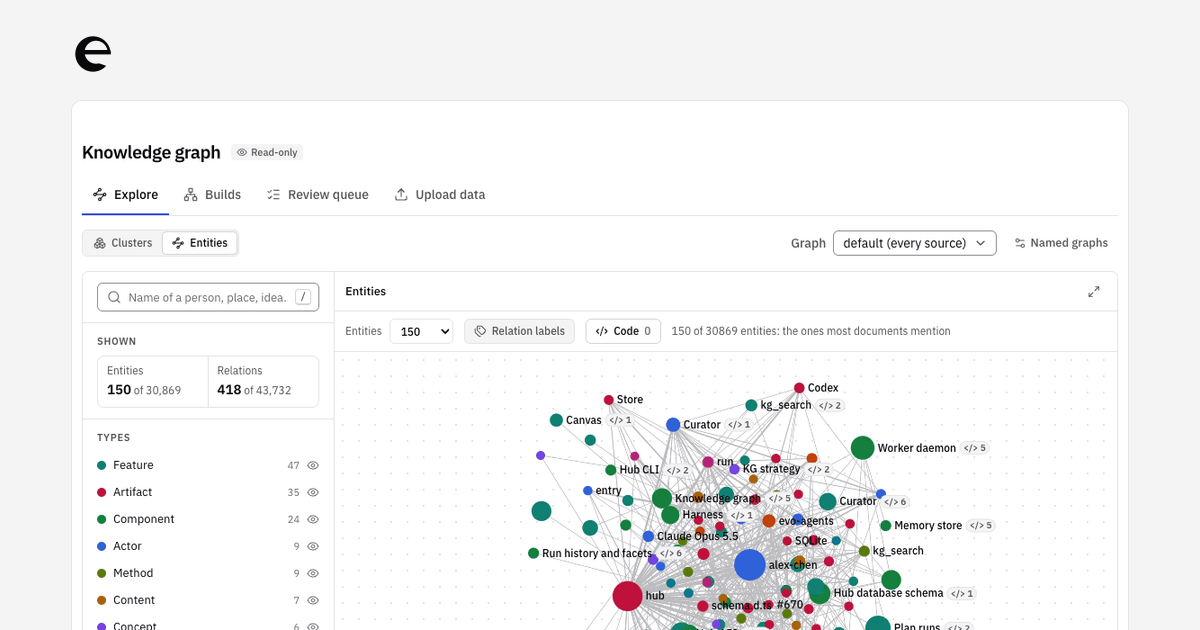 Knowledge graph
Read-only
Explore
Builds
Review queue
Upload data
Clusters
Entities
Graph
default (every source)
Named graphs
Name of a person, place, idea.
/
Entities
SHOWN
Entities
150 of 30,869
Relations
418 of 43,732
Entities
150
Relation labels
</> Code 0
150 of 30869 entities: the ones most documents mention
TYPES
Feature 47
Artifact 35
Component 24
Actor 9
Method 9
Content 7
Concept 6
Codex
Store
kg_search </> 2
Canvas </> 1
Curator </> 1
Worker daemon </> 5
run
Hub CLI </> 2
KG strategy </> 2
entry
Knowledge graph </> 5
Curator </> 6
Harness </> 1
evo-agents
Memory store </> 5
Claude Opus 5.5
SQLite
Run history and facets </> 6
kg_search
alex-chen
hub
Hub database schema </> 1
schema.d.ts #670
Plan runs </> 2